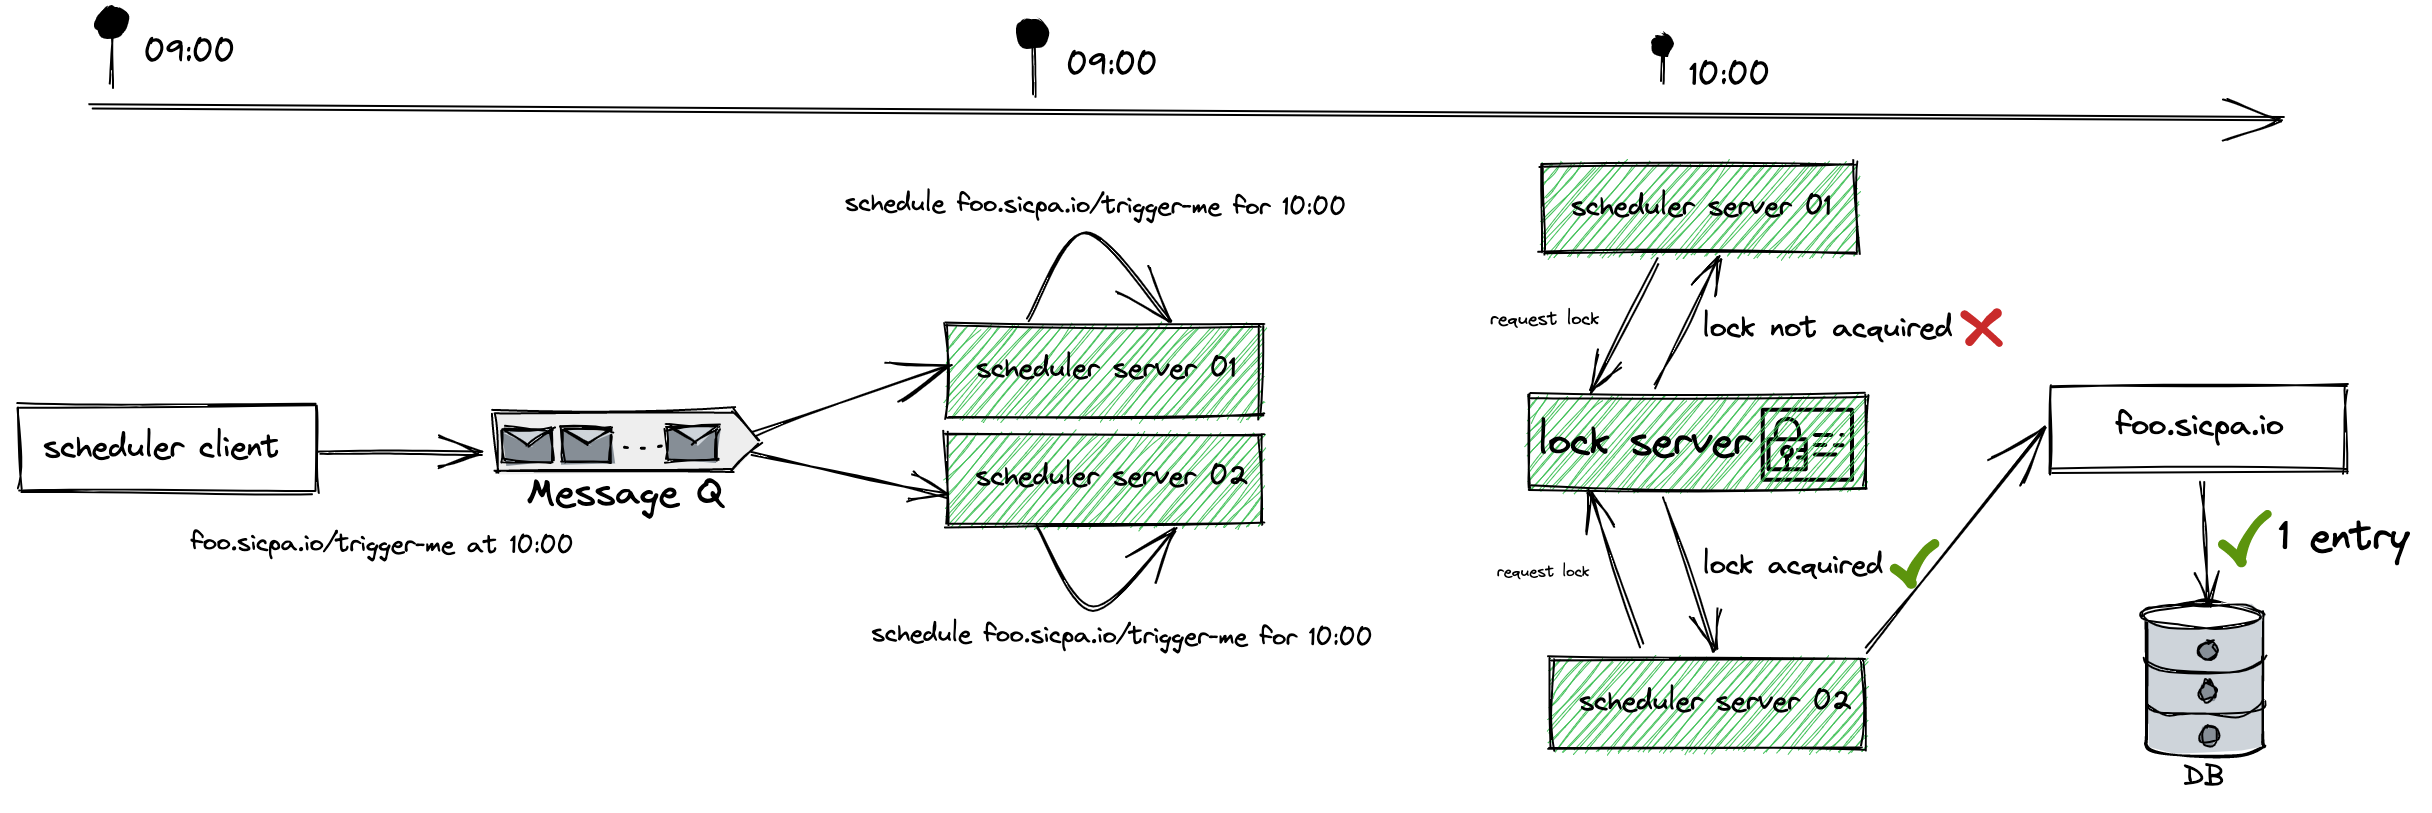 09:00
09:00
10:00
schedule foo.sicpa.io/trigger-me for 10:00
scheduler server 01
scheduler server 02
schedule foo.sicpa.io/trigger-me for 10:00
scheduler client
Message Q
foo.sicpa.io/trigger-me at 10:00
scheduler server 01
request lock
lock not acquired
lock server
request lock
lock acquired
scheduler server 02
foo.sicpa.io
1 entry
DB